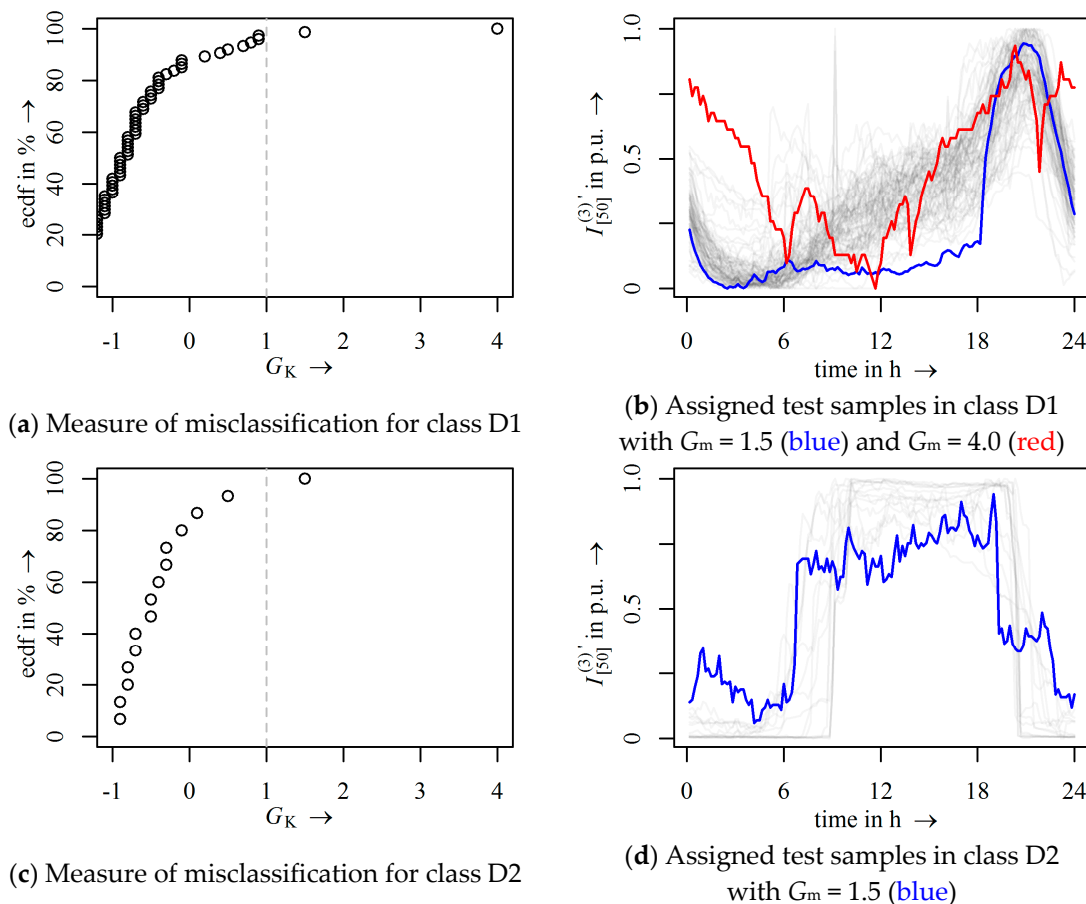 ecdf in % →
100
80
60
40
20
0
-1 0 1 2 3 4
G_K →
(a) Measure of misclassification for class D1
I_[50]^(3)' in p.u. →
1.0
0.5
0
0 6 12 18 24
time in h →
(b) Assigned test samples in class D1
with G_m = 1.5 (blue) and G_m = 4.0 (red)
ecdf in % →
100
80
60
40
20
0
-1 0 1 2 3 4
G_K →
(c) Measure of misclassification for class D2
I_[50]^(3)' in p.u. →
1.0
0.5
0
0 6 12 18 24
time in h →
(d) Assigned test samples in class D2
with G_m = 1.5 (blue)